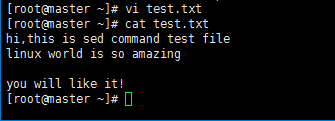 [root@master ~]# vi test.txt
[root@master ~]# cat test.txt
hi,this is sed command test file
linux world is so amazing

you will like it!
[root@master ~]#